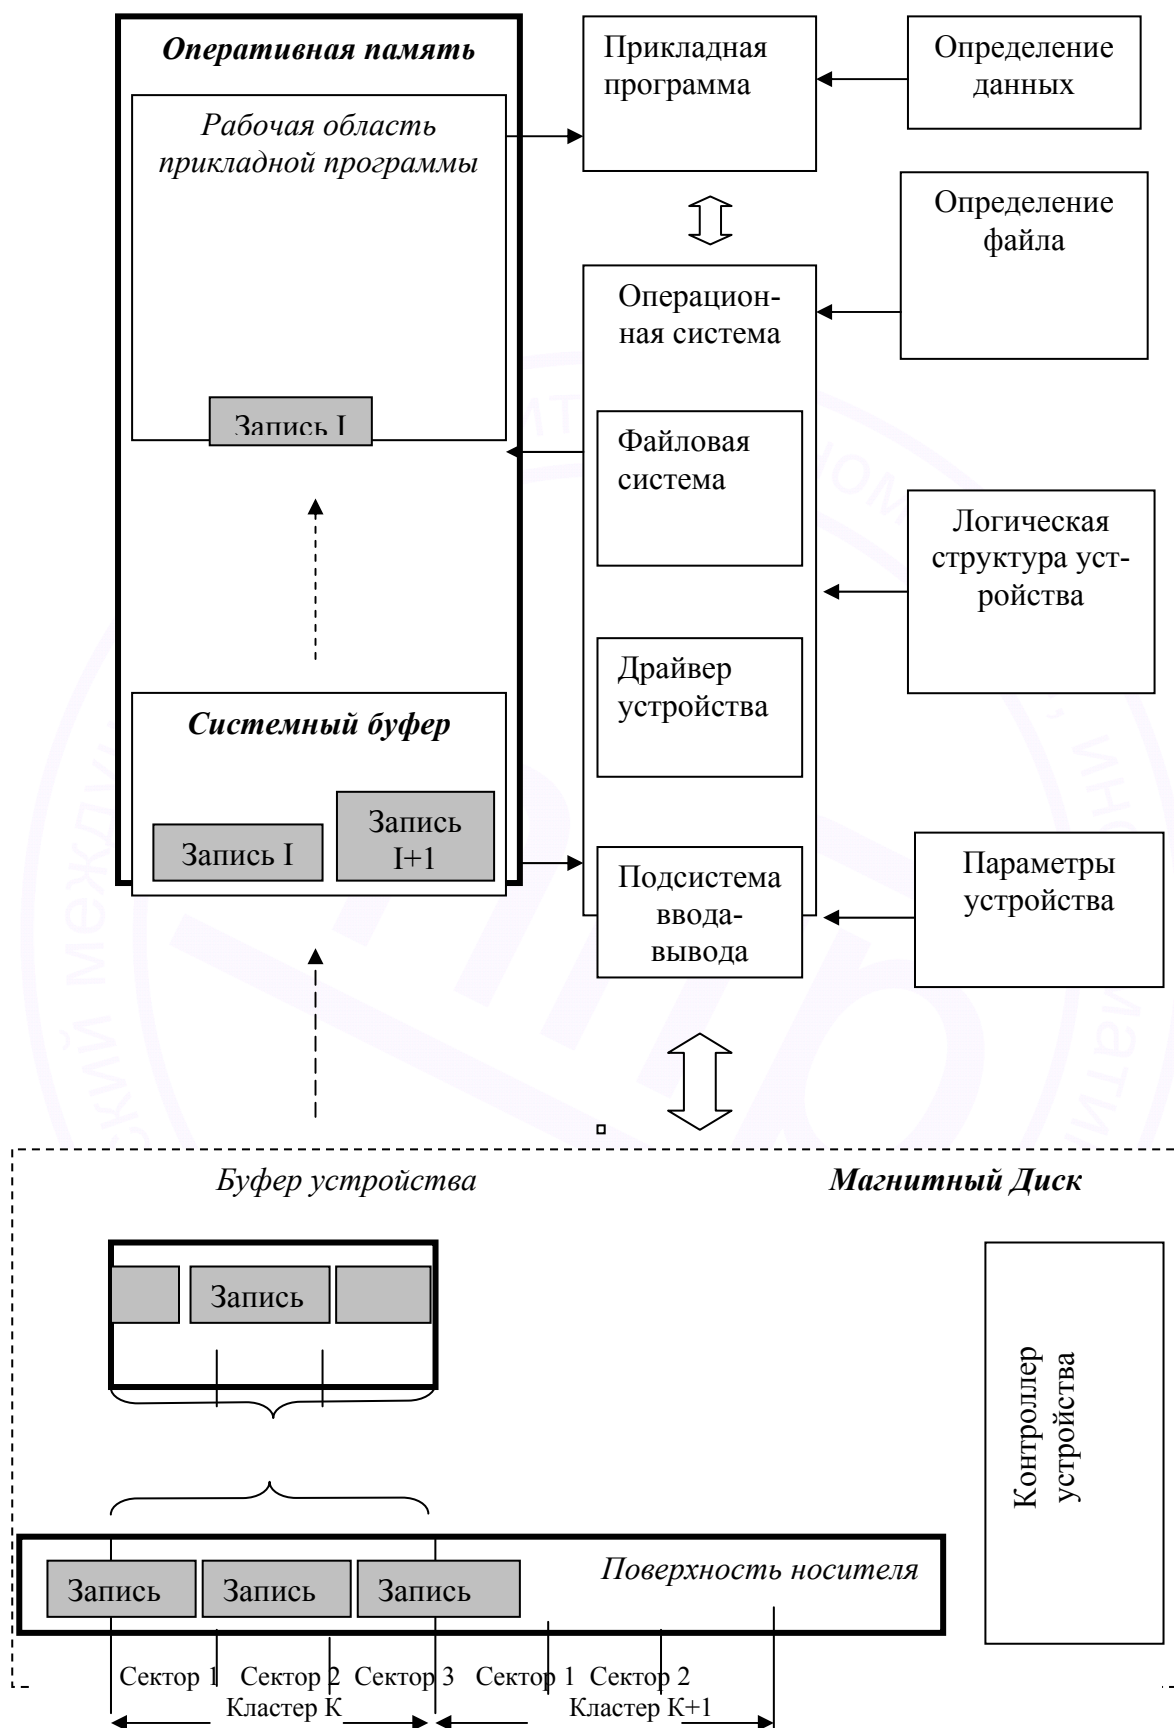 Оперативная память
Рабочая область
прикладной программы
Запись I
Системный буфер
Запись I
Запись
I+1
Прикладная
программа
Определение
данных
Определение
файла
Операцион-
ная система
Файловая
система
Логическая
структура уст-
ройства
Драйвер
устройства
Подсистема
ввода-
вывода
Параметры
устройства
Буфер устройства
Магнитный Диск
Запись
Контроллер
устройства
Поверхность носителя
Запись
Запись
Запись
Сектор 1 Сектор 2 Сектор 3 Сектор 1 Сектор 2
Кластер К Кластер К+1